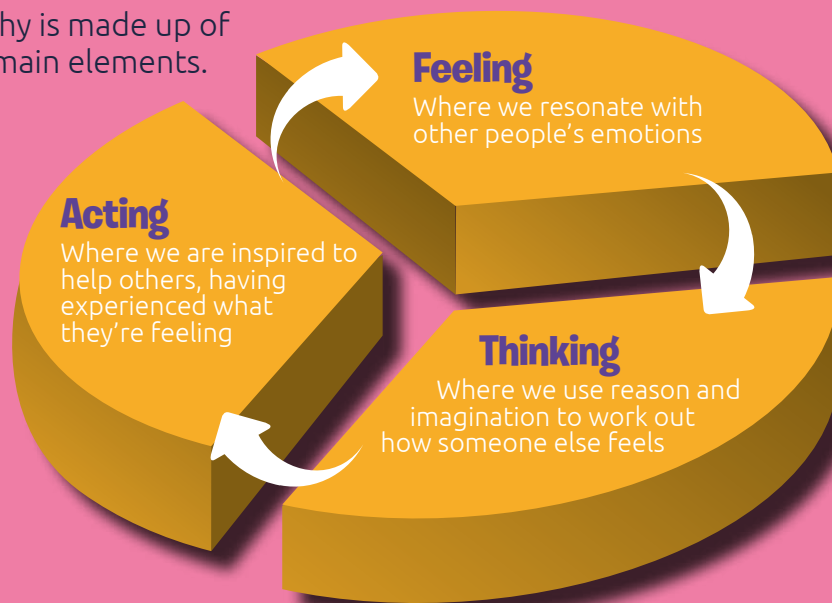 hy is made up of
main elements.
Feeling
Where we resonate with
other people's emotions
Acting
Where we are inspired to
help others, having
experienced what
they're feeling
Thinking
Where we use reason and
imagination to work out
how someone else feels